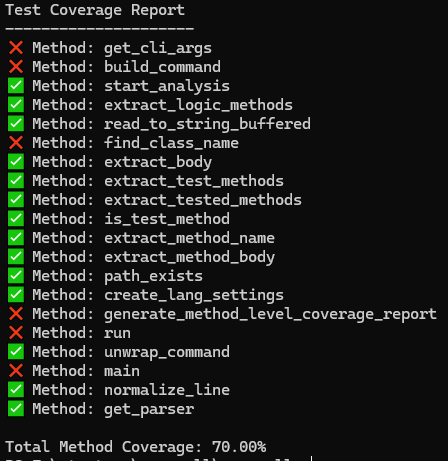 Test Coverage Report
---------------------
❌ Method: get_cli_args
❌ Method: build_command
✅ Method: start_analysis
✅ Method: extract_logic_methods
✅ Method: read_to_string_buffered
❌ Method: find_class_name
✅ Method: extract_body
✅ Method: extract_test_methods
✅ Method: extract_tested_methods
✅ Method: is_test_method
✅ Method: extract_method_name
✅ Method: extract_method_body
✅ Method: path_exists
✅ Method: create_lang_settings
❌ Method: generate_method_level_coverage_report
❌ Method: run
✅ Method: unwrap_command
❌ Method: main
✅ Method: normalize_line
✅ Method: get_parser
Total Method Coverage: 70.00%